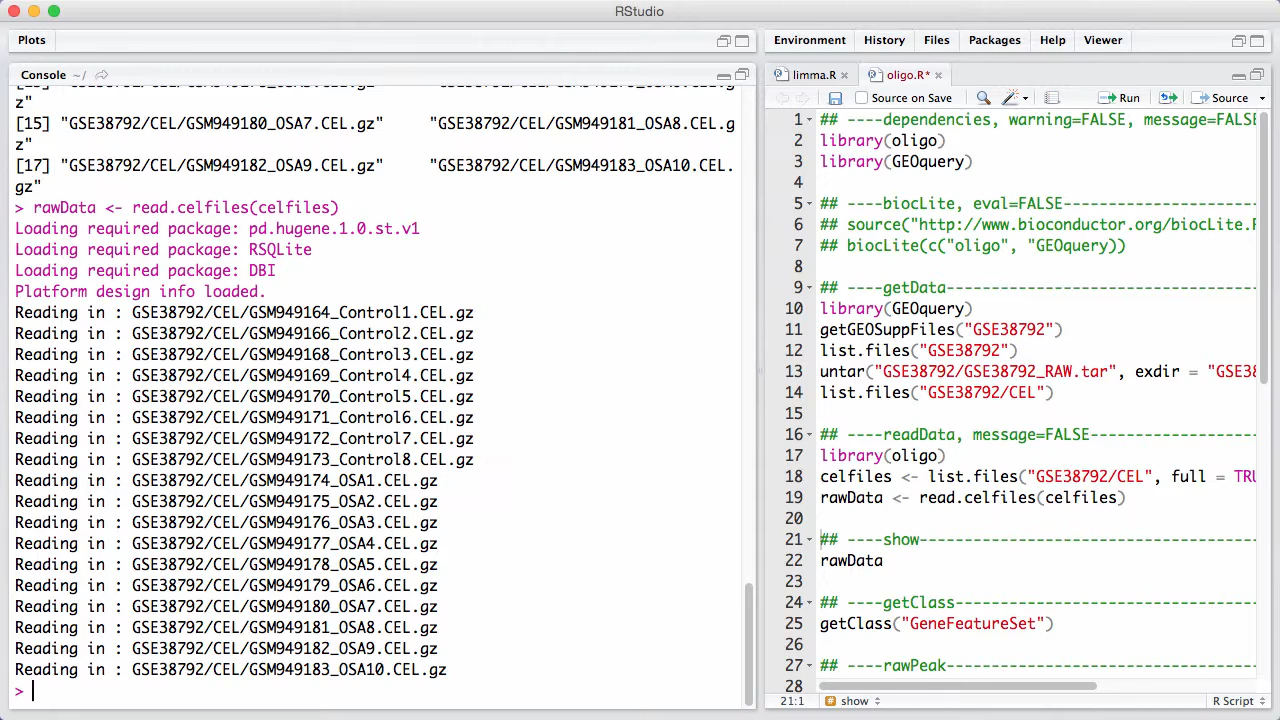 RStudio
Plots
Console ~/
z"
[15] "GSE38792/CEL/GSM949180_OSA7.CEL.gz"     "GSE38792/CEL/GSM949181_OSA8.CEL.g
z"
[17] "GSE38792/CEL/GSM949182_OSA9.CEL.gz"     "GSE38792/CEL/GSM949183_OSA10.CEL.
gz"
> rawData <- read.celfiles(celfiles)
Loading required package: pd.hugene.1.0.st.v1
Loading required package: RSQLite
Loading required package: DBI
Platform design info loaded.
Reading in : GSE38792/CEL/GSM949164_Control1.CEL.gz
Reading in : GSE38792/CEL/GSM949166_Control2.CEL.gz
Reading in : GSE38792/CEL/GSM949168_Control3.CEL.gz
Reading in : GSE38792/CEL/GSM949169_Control4.CEL.gz
Reading in : GSE38792/CEL/GSM949170_Control5.CEL.gz
Reading in : GSE38792/CEL/GSM949171_Control6.CEL.gz
Reading in : GSE38792/CEL/GSM949172_Control7.CEL.gz
Reading in : GSE38792/CEL/GSM949173_Control8.CEL.gz
Reading in : GSE38792/CEL/GSM949174_OSA1.CEL.gz
Reading in : GSE38792/CEL/GSM949175_OSA2.CEL.gz
Reading in : GSE38792/CEL/GSM949176_OSA3.CEL.gz
Reading in : GSE38792/CEL/GSM949177_OSA4.CEL.gz
Reading in : GSE38792/CEL/GSM949178_OSA5.CEL.gz
Reading in : GSE38792/CEL/GSM949179_OSA6.CEL.gz
Reading in : GSE38792/CEL/GSM949180_OSA7.CEL.gz
Reading in : GSE38792/CEL/GSM949181_OSA8.CEL.gz
Reading in : GSE38792/CEL/GSM949182_OSA9.CEL.gz
Reading in : GSE38792/CEL/GSM949183_OSA10.CEL.gz
>
Environment History Files Packages Help Viewer
limma.R oligo.R*
Source on Save Run Source
1 ## ----dependencies, warning=FALSE, message=FALSE
2 library(oligo)
3 library(GEOquery)
4
5 ## ----biocLite, eval=FALSE--------------------------
6 ## source("http://www.bioconductor.org/biocLite.R
7 ## biocLite(c("oligo", "GEOquery))
8
9 ## ----getData-------------------------------------
10 library(GEOquery)
11 getGEOSuppFiles("GSE38792")
12 list.files("GSE38792")
13 untar("GSE38792/GSE38792_RAW.tar", exdir = "GSE38
14 list.files("GSE38792/CEL")
15
16 ## ----readData, message=FALSE-------------------
17 library(oligo)
18 celfiles <- list.files("GSE38792/CEL", full = TRU
19 rawData <- read.celfiles(celfiles)
20
21 ## ----show--------------------------------------
22 rawData
23
24 ## ----getClass----------------------------------
25 getClass("GeneFeatureSet")
26
27 ## ----rawPeak-----------------------------------
28
21:1 # show R Script